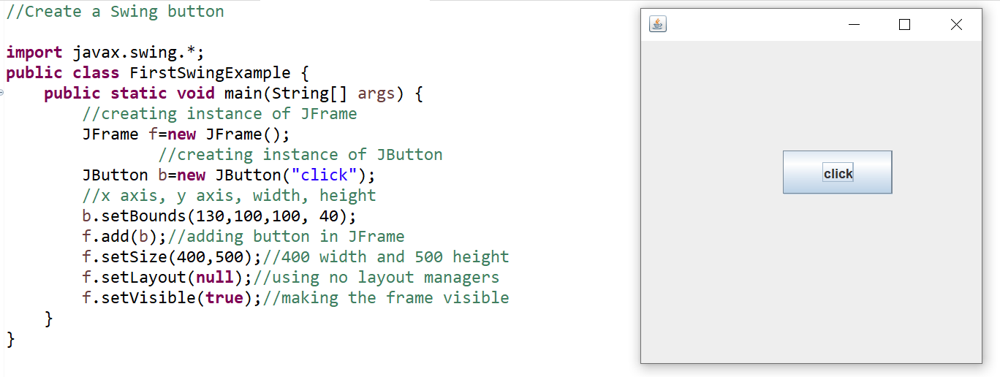 //Create a Swing button
import javax.swing.*;
public class FirstSwingExample {
    public static void main(String[] args) {
        //creating instance of JFrame
        JFrame f=new JFrame();
                //creating instance of JButton
        JButton b=new JButton("click");
        //x axis, y axis, width, height
        b.setBounds(130,100,100, 40);
        f.add(b);//adding button in JFrame
        f.setSize(400,500);//400 width and 500 height
        f.setLayout(null);//using no layout managers
        f.setVisible(true);//making the frame visible
    }
}
click